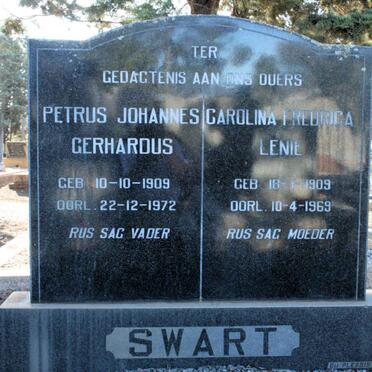 TER
GEDACTENIS AAN ONS OUERS
PETRUS JOHANNES
GERHARDUS
GEB 10-10-1909
OORL. 22-12-1972
RUS SAG VADER
CAROLINA FREDRICA
LENIE
GEB 18-1-1909
OORL. 10-4-1969
RUS SAG MOEDER
SWART